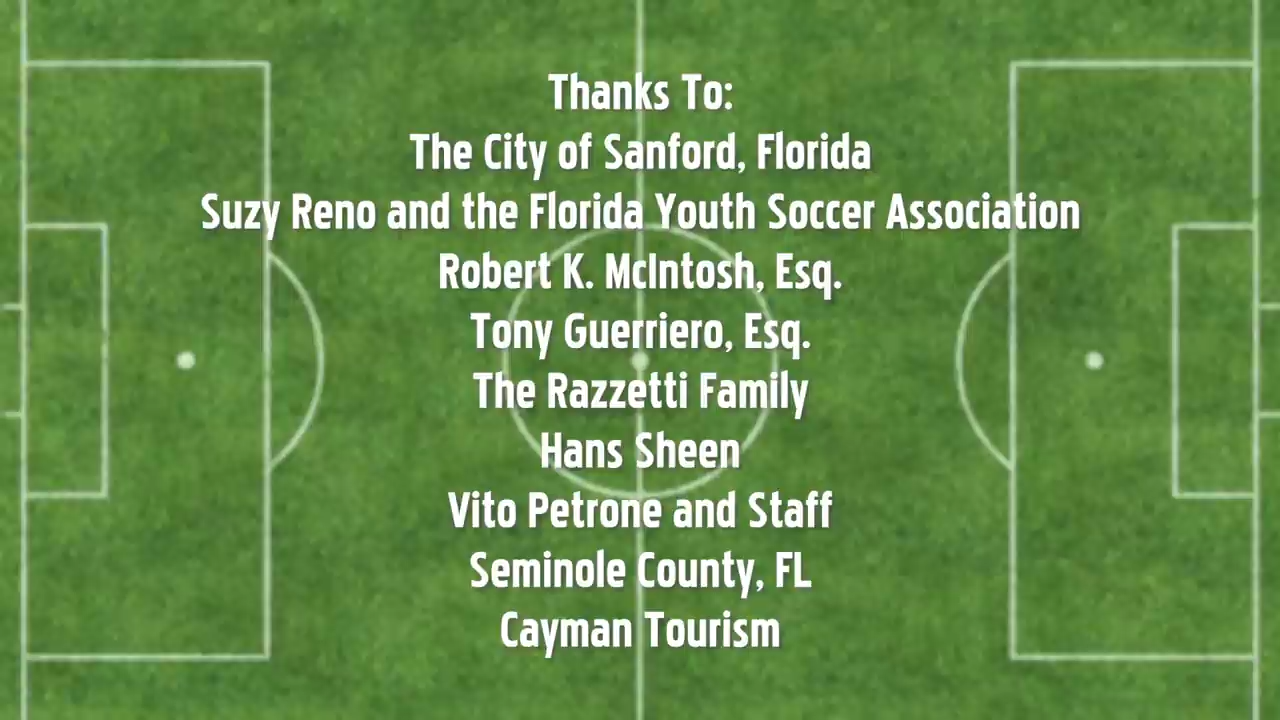 Thanks To:
The City of Sanford, Florida
Suzy Reno and the Florida Youth Soccer Association
Robert K. McIntosh, Esq.
Tony Guerriero, Esq.
The Razzetti Family
Hans Sheen
Vito Petrone and Staff
Seminole County, FL
Cayman Tourism